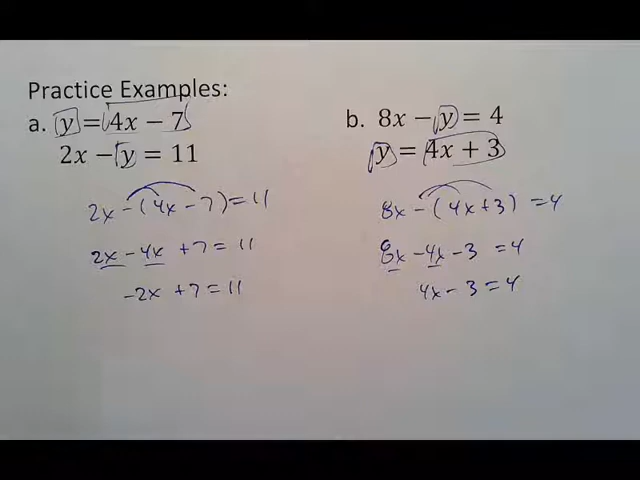 Practice Examples:
a. y = 4x − 7
2x − y = 11
2x − (4x − 7) = 11
2x − 4x + 7 = 11
-2x + 7 = 11
b. 8x − y = 4
y = 4x + 3
8x − (4x + 3) = 4
8x − 4x − 3 = 4
4x − 3 = 4